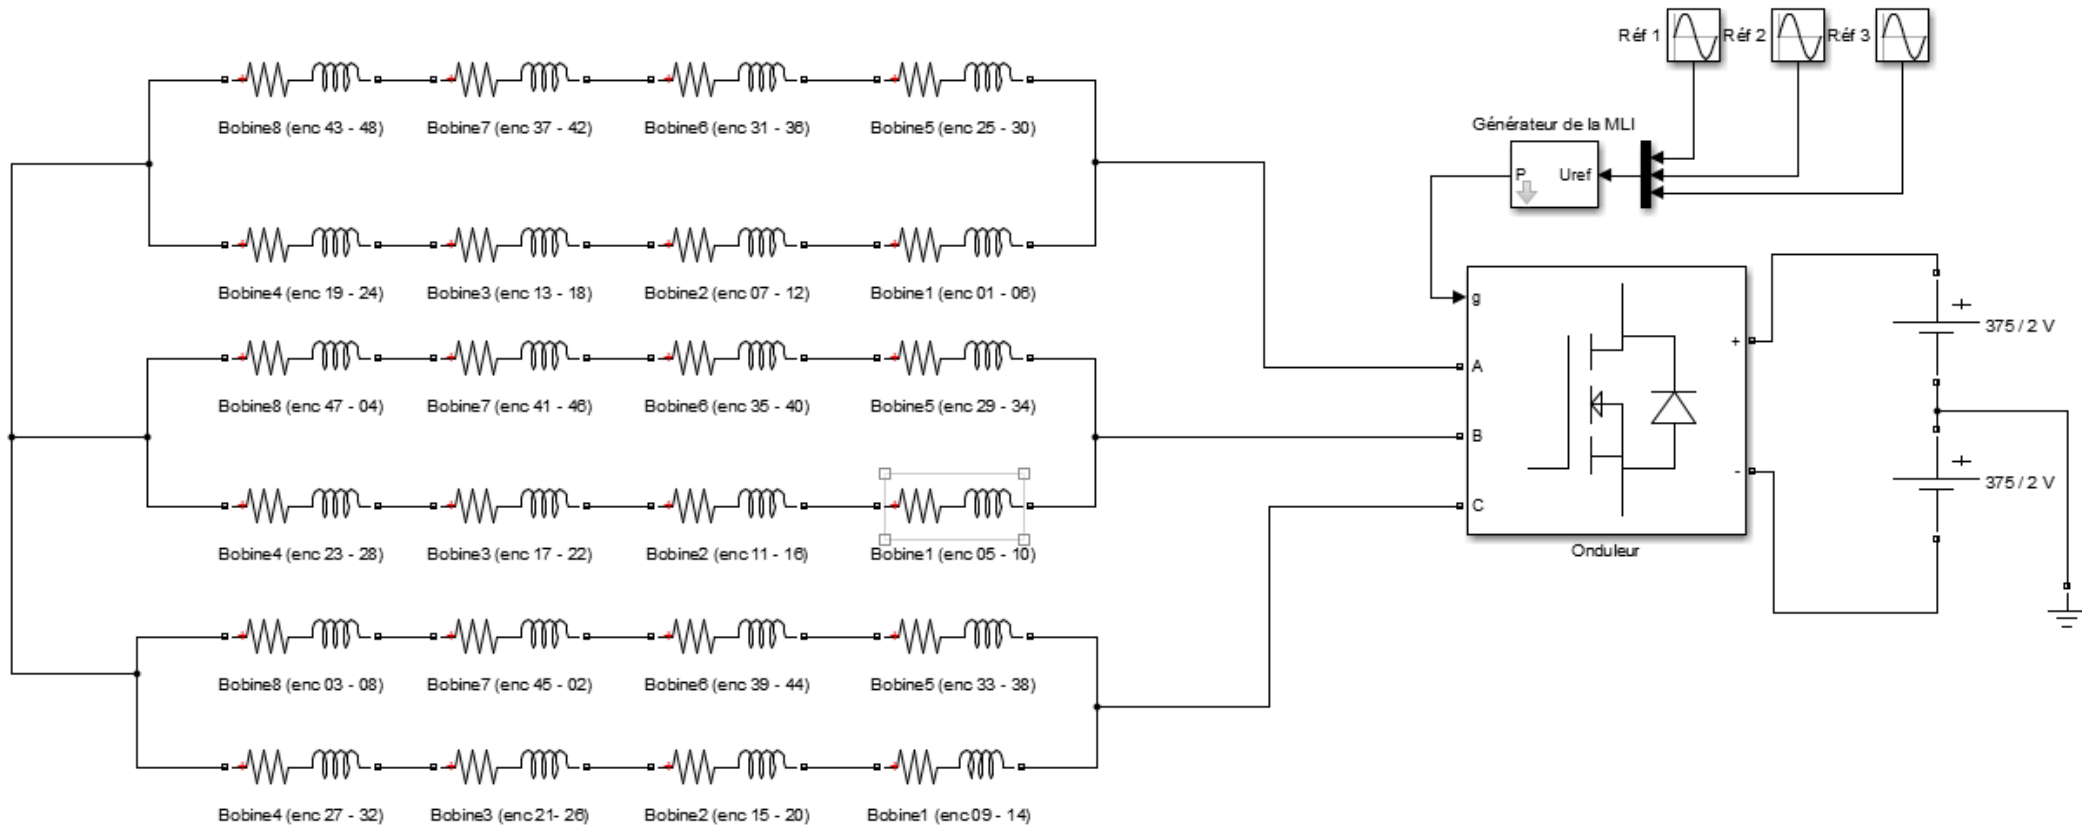 Réf 1
Réf 2
Réf 3
Générateur de la MLI
P
Uref
Bobine8 (enc 43 - 48)
Bobine7 (enc 37 - 42)
Bobine6 (enc 31 - 36)
Bobine5 (enc 25 - 30)
Bobine4 (enc 19 - 24)
Bobine3 (enc 13 - 18)
Bobine2 (enc 07 - 12)
Bobine1 (enc 01 - 06)
Bobine8 (enc 47 - 04)
Bobine7 (enc 41 - 46)
Bobine6 (enc 35 - 40)
Bobine5 (enc 29 - 34)
Bobine4 (enc 23 - 28)
Bobine3 (enc 17 - 22)
Bobine2 (enc 11 - 16)
Bobine1 (enc 05 - 10)
Bobine8 (enc 03 - 08)
Bobine7 (enc 45 - 02)
Bobine6 (enc 39 - 44)
Bobine5 (enc 33 - 38)
Bobine4 (enc 27 - 32)
Bobine3 (enc 21- 26)
Bobine2 (enc 15 - 20)
Bobine1 (enc 09 - 14)
g
A
B
C
+
-
Onduleur
+
375 / 2 V
+
375 / 2 V